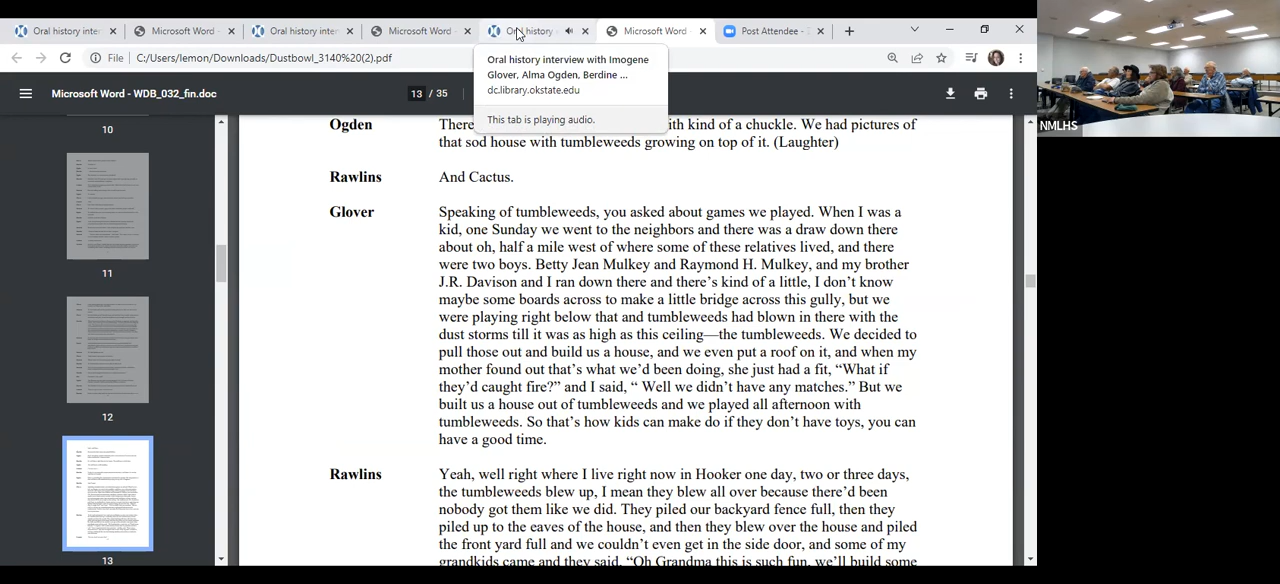 Oral history inter
Microsoft Word -
Oral history inter
Microsoft Word -
Oral history
Microsoft Word -
Post Attendee - Z
File
C:/Users/lemon/Downloads/Dustbowl_3140%20(2).pdf
Oral history interview with Imogene
Glover, Alma Ogden, Berdine ...
dc.library.okstate.edu
This tab is playing audio.
Microsoft Word - WDB_032_fin.doc
13 / 35
NMLHS
10
11
12
13
Ogden
There
ith kind of a chuckle. We had pictures of
that sod house with tumbleweeds growing on top of it. (Laughter)
Rawlins
And Cactus.
Glover
Speaking of tumbleweeds, you asked about games we played. When I was a
kid, one Sunday we went to the neighbors and there was a draw down there
about oh, half a mile west of where some of these relatives lived, and there
were two boys. Betty Jean Mulkey and Raymond H. Mulkey, and my brother
J.R. Davison and I ran down there and there's kind of a little, I don't know
maybe some boards across to make a little bridge across this gully, but we
were playing right below that and tumbleweeds had blown in there with the
dust storms till it was as high as this ceiling—the tumbleweeds. We decided to
pull those out and build us a house, and we even put a roof on it, and when my
mother found out that's what we'd been doing, she just had a fit, “What if
they'd caught fire?” and I said, “ Well we didn't have any matches.” But we
built us a house out of tumbleweeds and we played all afternoon with
tumbleweeds. So that's how kids can make do if they don't have toys, you can
have a good time.
Rawlins
Yeah, well right where I live right now in Hooker one day, two or three days,
the tumbleweeds blew up, I mean they blew all over because there'd been
nobody got them like we did. They piled our backyard fence full, then they
piled up to the eaves of the house, and then they blew over the house and piled
the front yard full and we couldn't even get in the side door, and some of my
grandkids came and they said, “Oh Grandma this is such fun, we'll build some